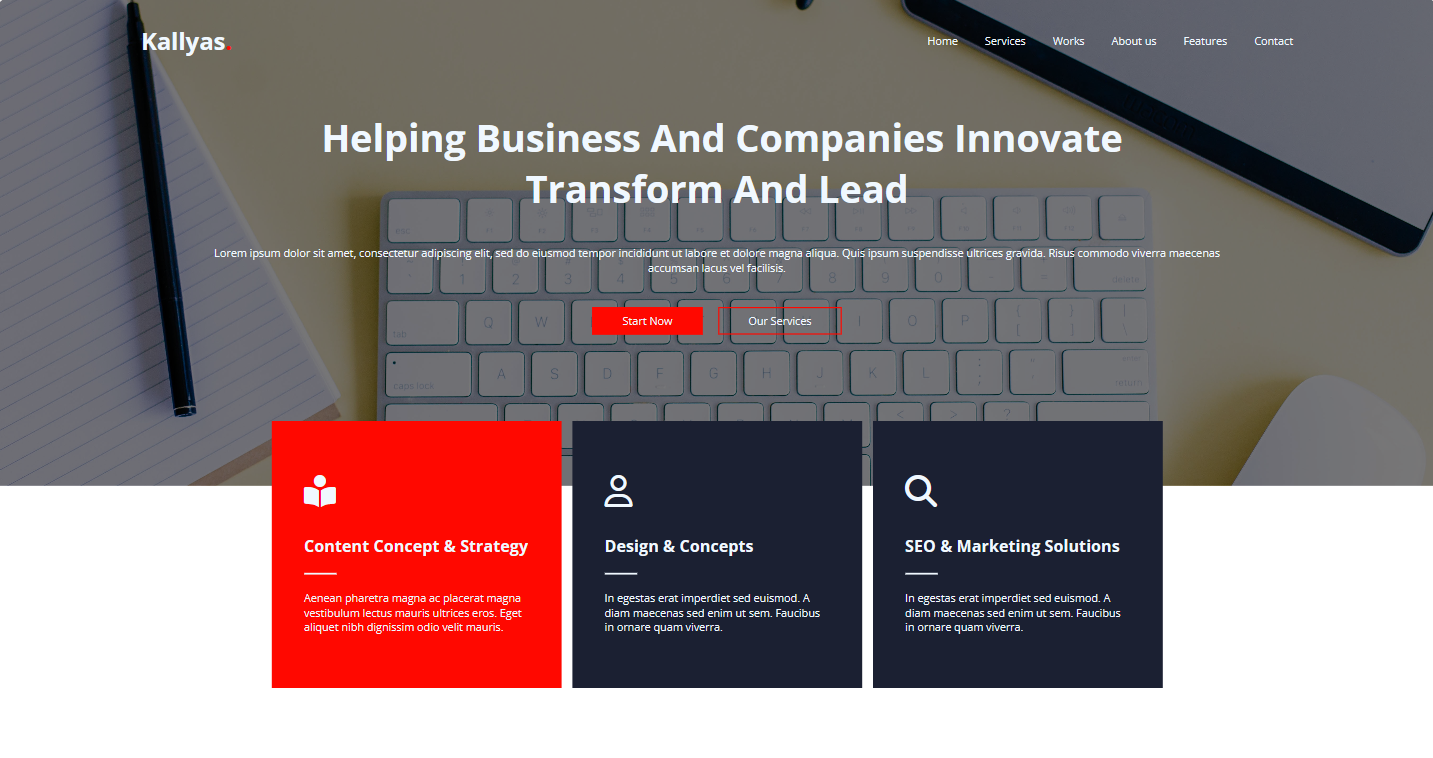 Kallyas.
Home Services Works About us Features Contact
Helping Business And Companies Innovate
Transform And Lead
Lorem ipsum dolor sit amet, consectetur adipiscing elit, sed do eiusmod tempor incididunt ut labore et dolore magna aliqua. Quis ipsum suspendisse ultrices gravida. Risus commodo viverra maecenas
accumsan lacus vel facilisis.
Start Now
Our Services
Content Concept & Strategy
Aenean pharetra magna ac placerat magna
vestibulum lectus mauris ultrices eros. Eget
aliquet nibh dignissim odio velit mauris.
Design & Concepts
In egestas erat imperdiet sed euismod. A
diam maecenas sed enim ut sem. Faucibus
in ornare quam viverra.
SEO & Marketing Solutions
In egestas erat imperdiet sed euismod. A
diam maecenas sed enim ut sem. Faucibus
in ornare quam viverra.